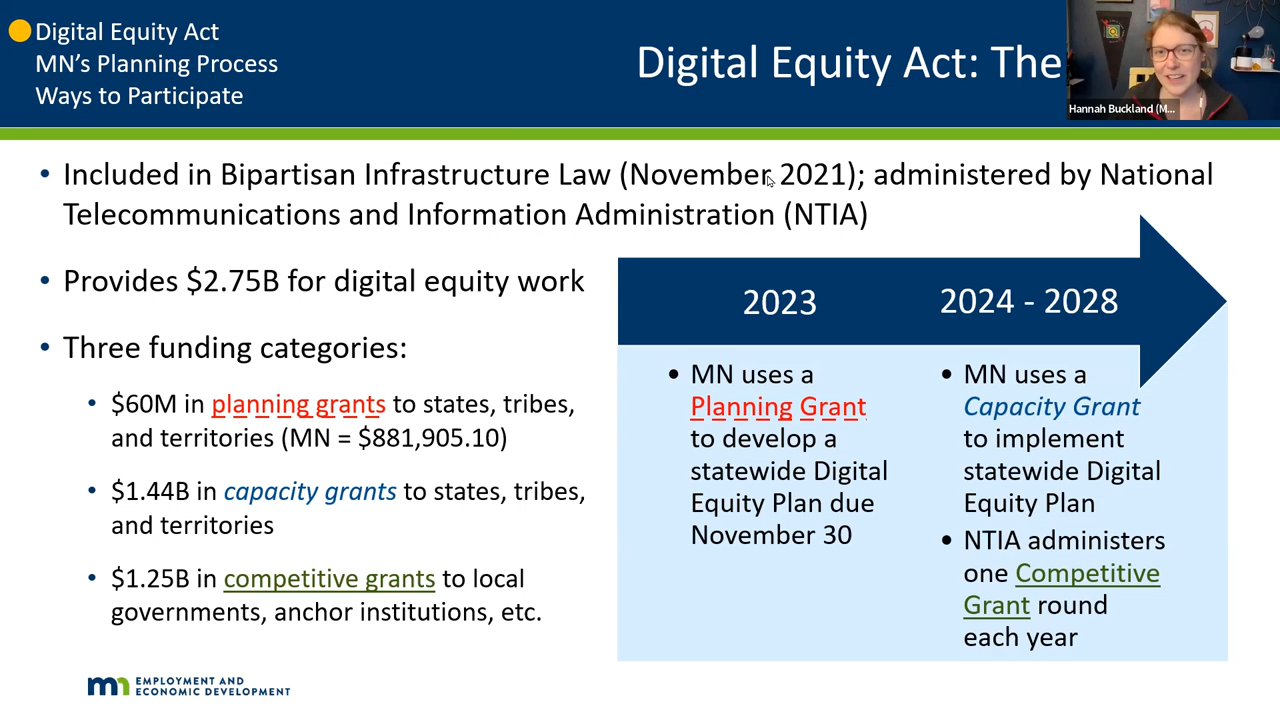 Digital Equity Act
MN's Planning Process
Ways to Participate
Digital Equity Act: The
Hannah Buckland (M...
• Included in Bipartisan Infrastructure Law (November 2021); administered by National
Telecommunications and Information Administration (NTIA)
• Provides $2.75B for digital equity work
• Three funding categories:
• $60M in planning grants to states, tribes,
and territories (MN = $881,905.10)
• $1.44B in capacity grants to states, tribes,
and territories
• $1.25B in competitive grants to local
governments, anchor institutions, etc.
2023
• MN uses a
Planning Grant
to develop a
statewide Digital
Equity Plan due
November 30
2024 - 2028
• MN uses a
Capacity Grant
to implement
statewide Digital
Equity Plan
• NTIA administers
one Competitive
Grant round
each year
mn EMPLOYMENT AND
ECONOMIC DEVELOPMENT